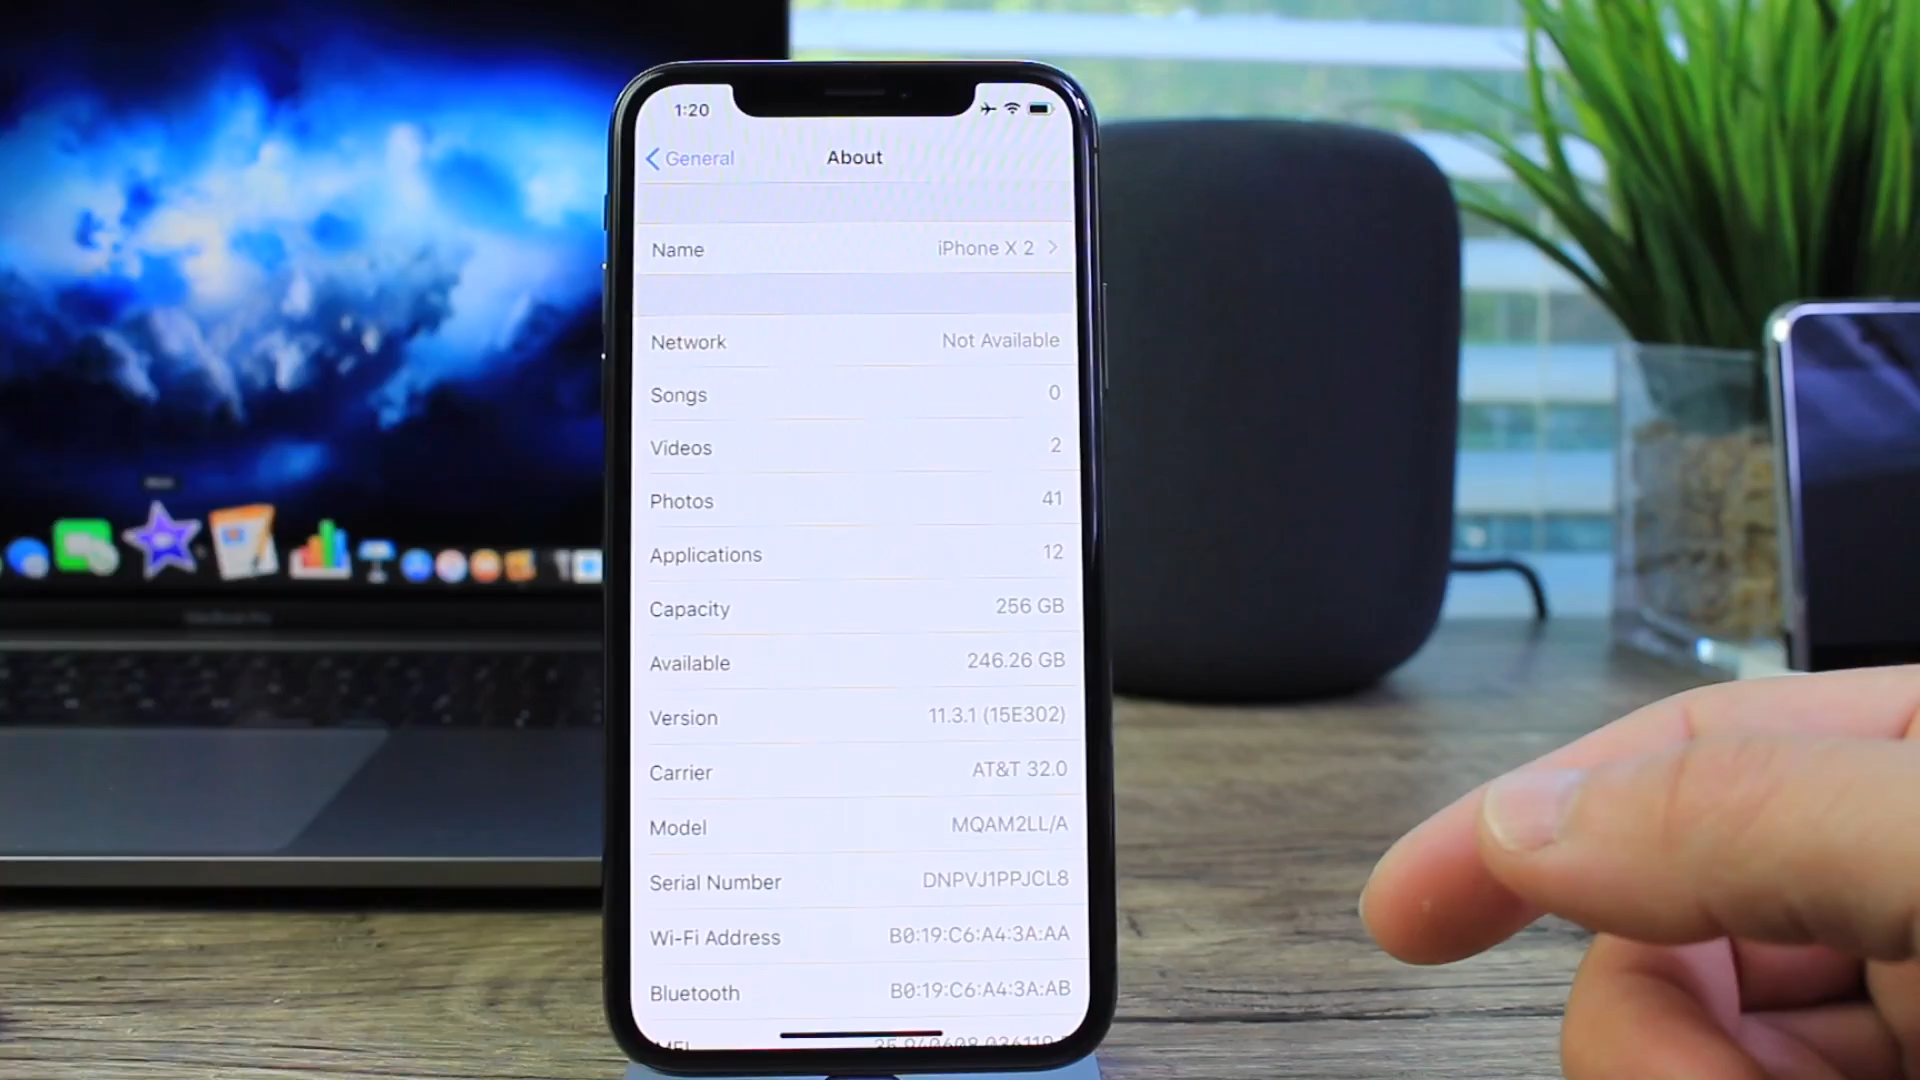 1:20
General
About
Name iPhone X 2
Network Not Available
Songs 0
Videos 2
Photos 41
Applications 12
Capacity 256 GB
Available 246.26 GB
Version 11.3.1 (15E302)
Carrier AT&T 32.0
Model MQAM2LL/A
Serial Number DNPVJ1PPJCL8
Wi-Fi Address B0:19:C6:A4:3A:AA
Bluetooth B0:19:C6:A4:3A:AB